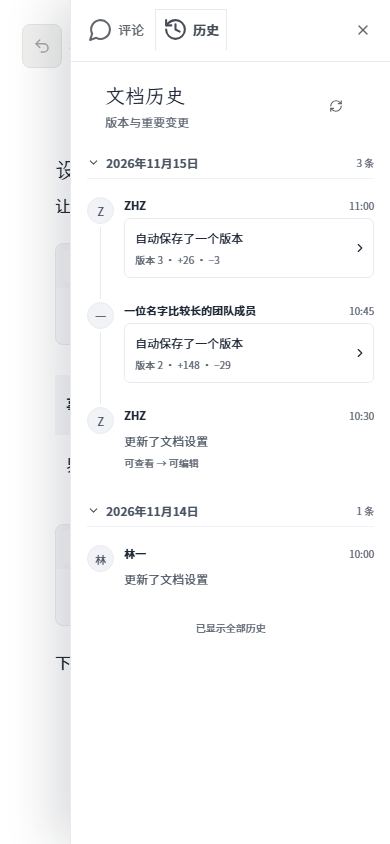 评论
历史
文档历史
版本与重要变更
2026年11月15日
3 条
Z
ZHZ
11:00
自动保存了一个版本
版本 3 · +26 · −3
一
一位名字比较长的团队成员
10:45
自动保存了一个版本
版本 2 · +148 · −29
Z
ZHZ
10:30
更新了文档设置
可查看 → 可编辑
2026年11月14日
1 条
林
林一
10:00
更新了文档设置
已显示全部历史
让
下